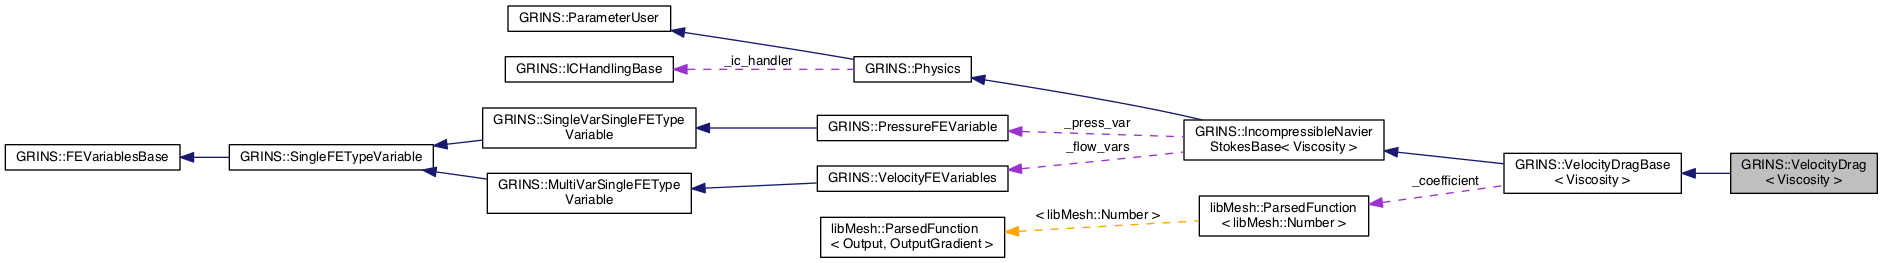 GRINS::ParameterUser
GRINS::ICHandlingBase
_ic_handler
GRINS::Physics
GRINS::FEVariablesBase
GRINS::SingleFETypeVariable
GRINS::SingleVarSingleFEType
Variable
GRINS::MultiVarSingleFEType
Variable
GRINS::PressureFEVariable
GRINS::VelocityFEVariables
_press_var
_flow_vars
GRINS::IncompressibleNavier
StokesBase< Viscosity >
libMesh::ParsedFunction
< Output, OutputGradient >
< libMesh::Number >
libMesh::ParsedFunction
< libMesh::Number >
_coefficient
GRINS::VelocityDragBase
< Viscosity >
GRINS::VelocityDrag
< Viscosity >